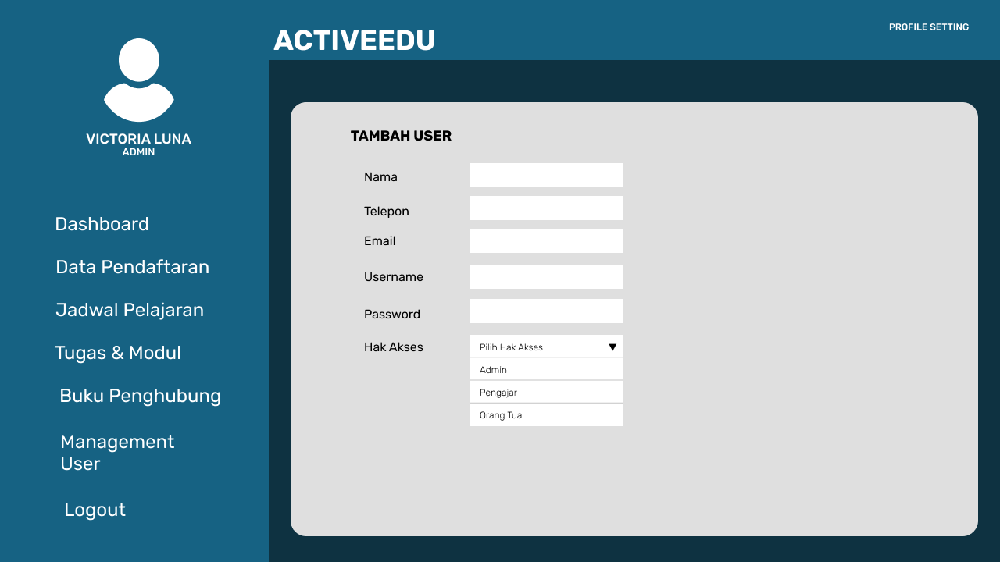 ACTIVEEDU
PROFILE SETTING
VICTORIA LUNA
ADMIN
Dashboard
Data Pendaftaran
Jadwal Pelajaran
Tugas & Modul
Buku Penghubung
Management
User
Logout
TAMBAH USER
Nama
Telepon
Email
Username
Password
Hak Akses
Pilih Hak Akses
Admin
Pengajar
Orang Tua